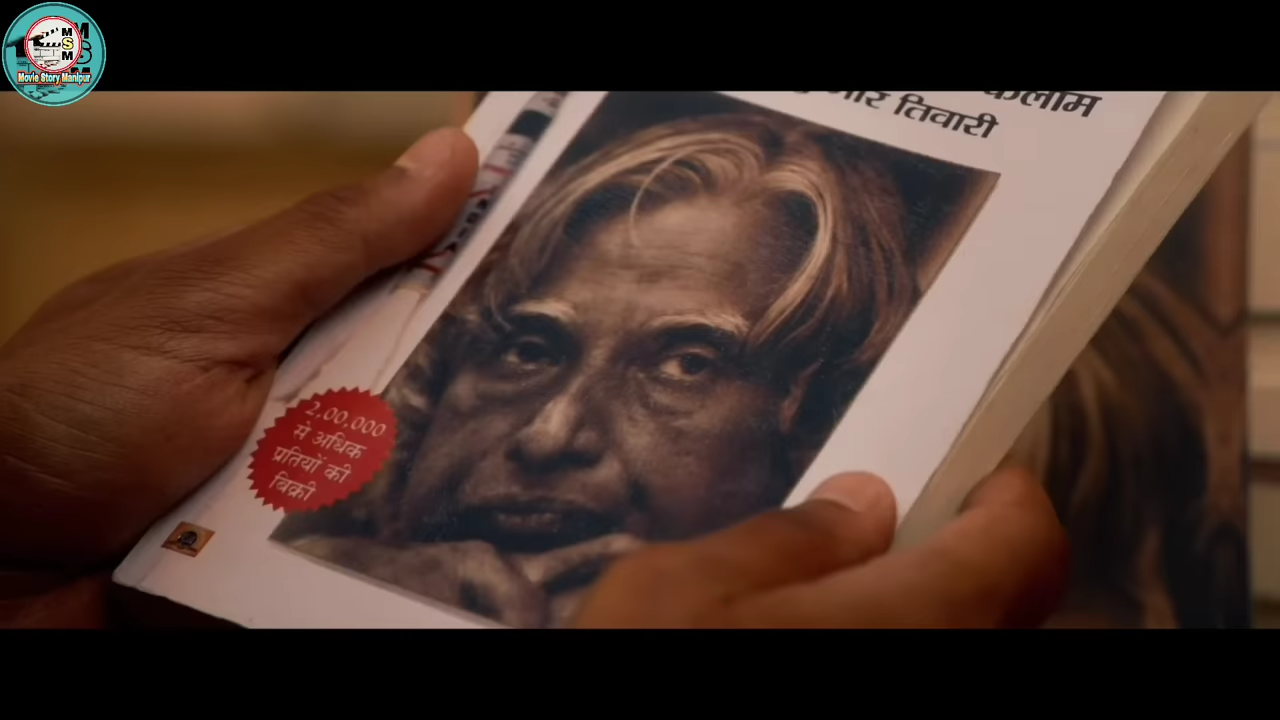 M
S
M
Movie Story Manipur
कलाम
तिवारी
2,00,000
से अधिक
प्रतियों की
बिक्री